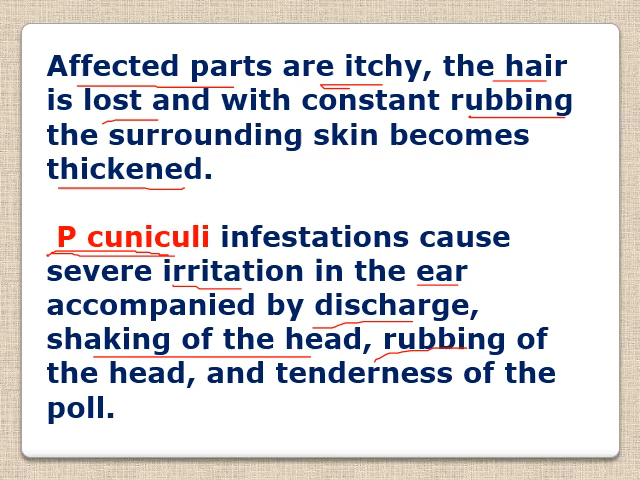 Affected parts are itchy, the hair
is lost and with constant rubbing
the surrounding skin becomes
thickened.
P cuniculi infestations cause
severe irritation in the ear
accompanied by discharge,
shaking of the head, rubbing of
the head, and tenderness of the
poll.